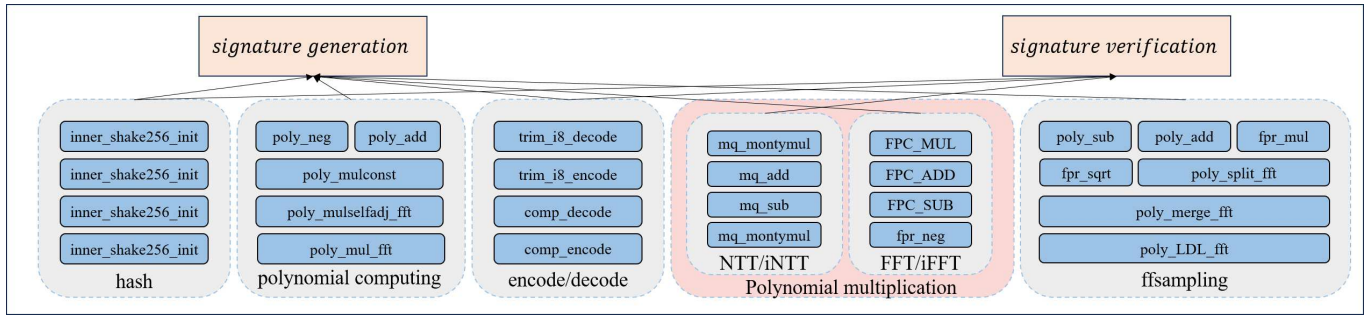 signature generation
signature verification
inner_shake256_init
inner_shake256_init
inner_shake256_init
inner_shake256_init
hash
poly_neg poly_add
poly_mulconst
poly_mulselfadj_fft
poly_mul_fft
polynomial computing
trim_i8_decode
trim_i8_encode
comp_decode
comp_encode
encode/decode
mq_montymul
mq_add
mq_sub
mq_montymul
NTT/iNTT
FPC_MUL
FPC_ADD
FPC_SUB
fpr_neg
FFT/iFFT
Polynomial multiplication
poly_sub poly_add fpr_mul
fpr_sqrt poly_split_fft
poly_merge_fft
poly_LDL_fft
ffsampling